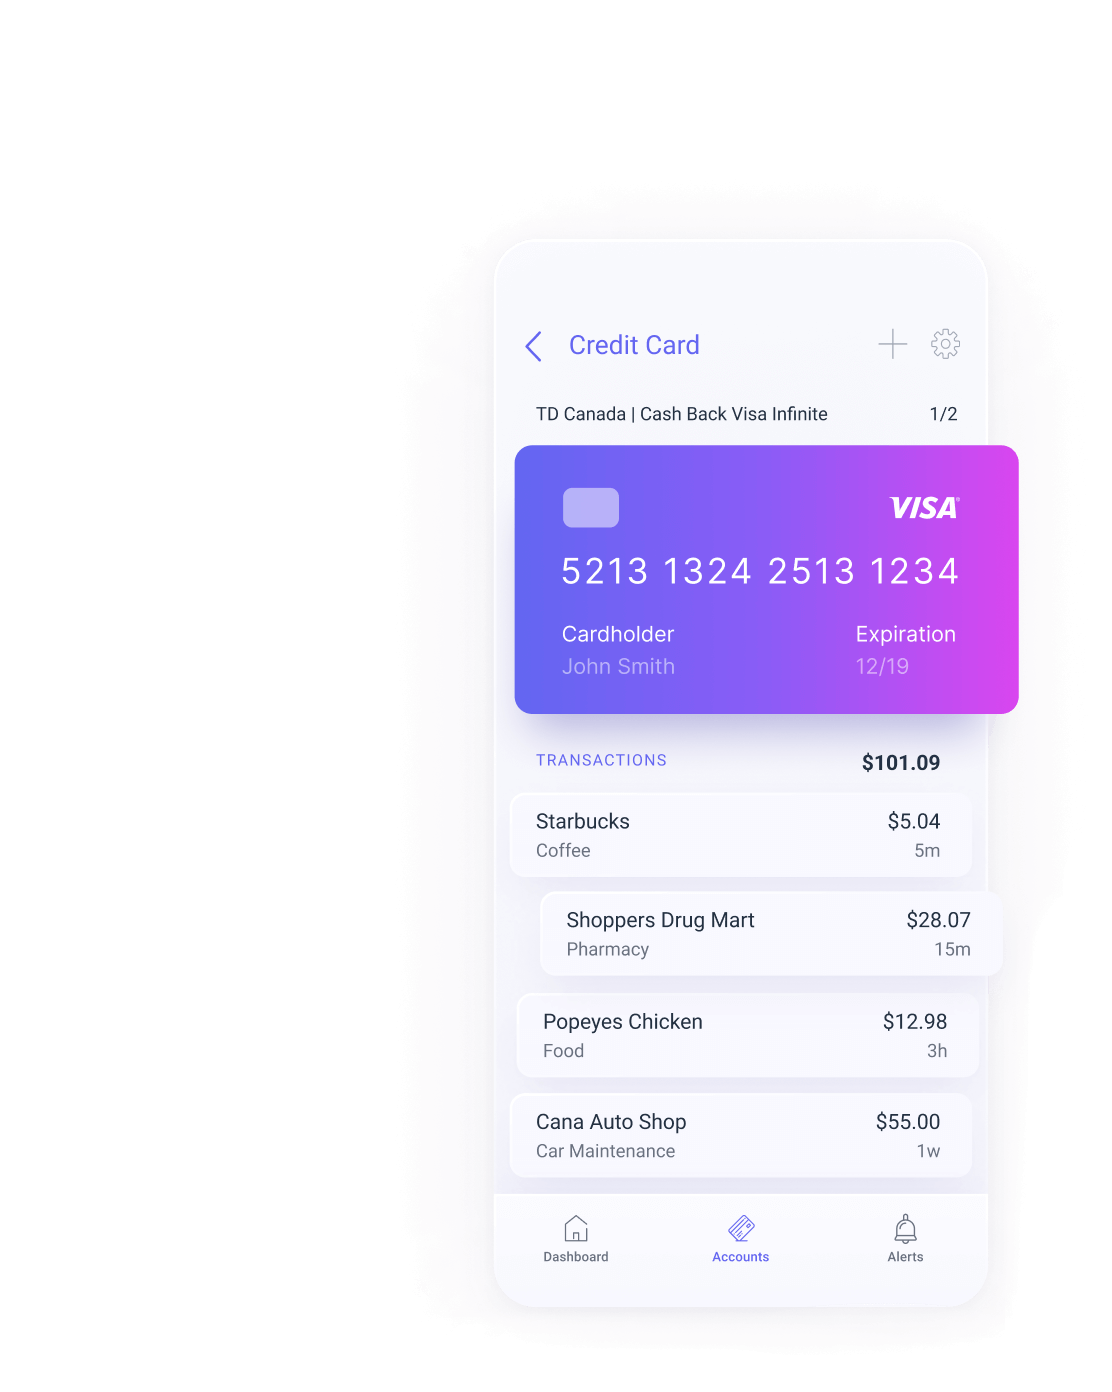 Credit Card
TD Canada | Cash Back Visa Infinite 1/2
VISA
5213 1324 2513 1234
Cardholder Expiration
John Smith 12/19
TRANSACTIONS $101.09
Starbucks $5.04
Coffee 5m
Shoppers Drug Mart $28.07
Pharmacy 15m
Popeyes Chicken $12.98
Food 3h
Cana Auto Shop $55.00
Car Maintenance 1w
Dashboard Accounts Alerts